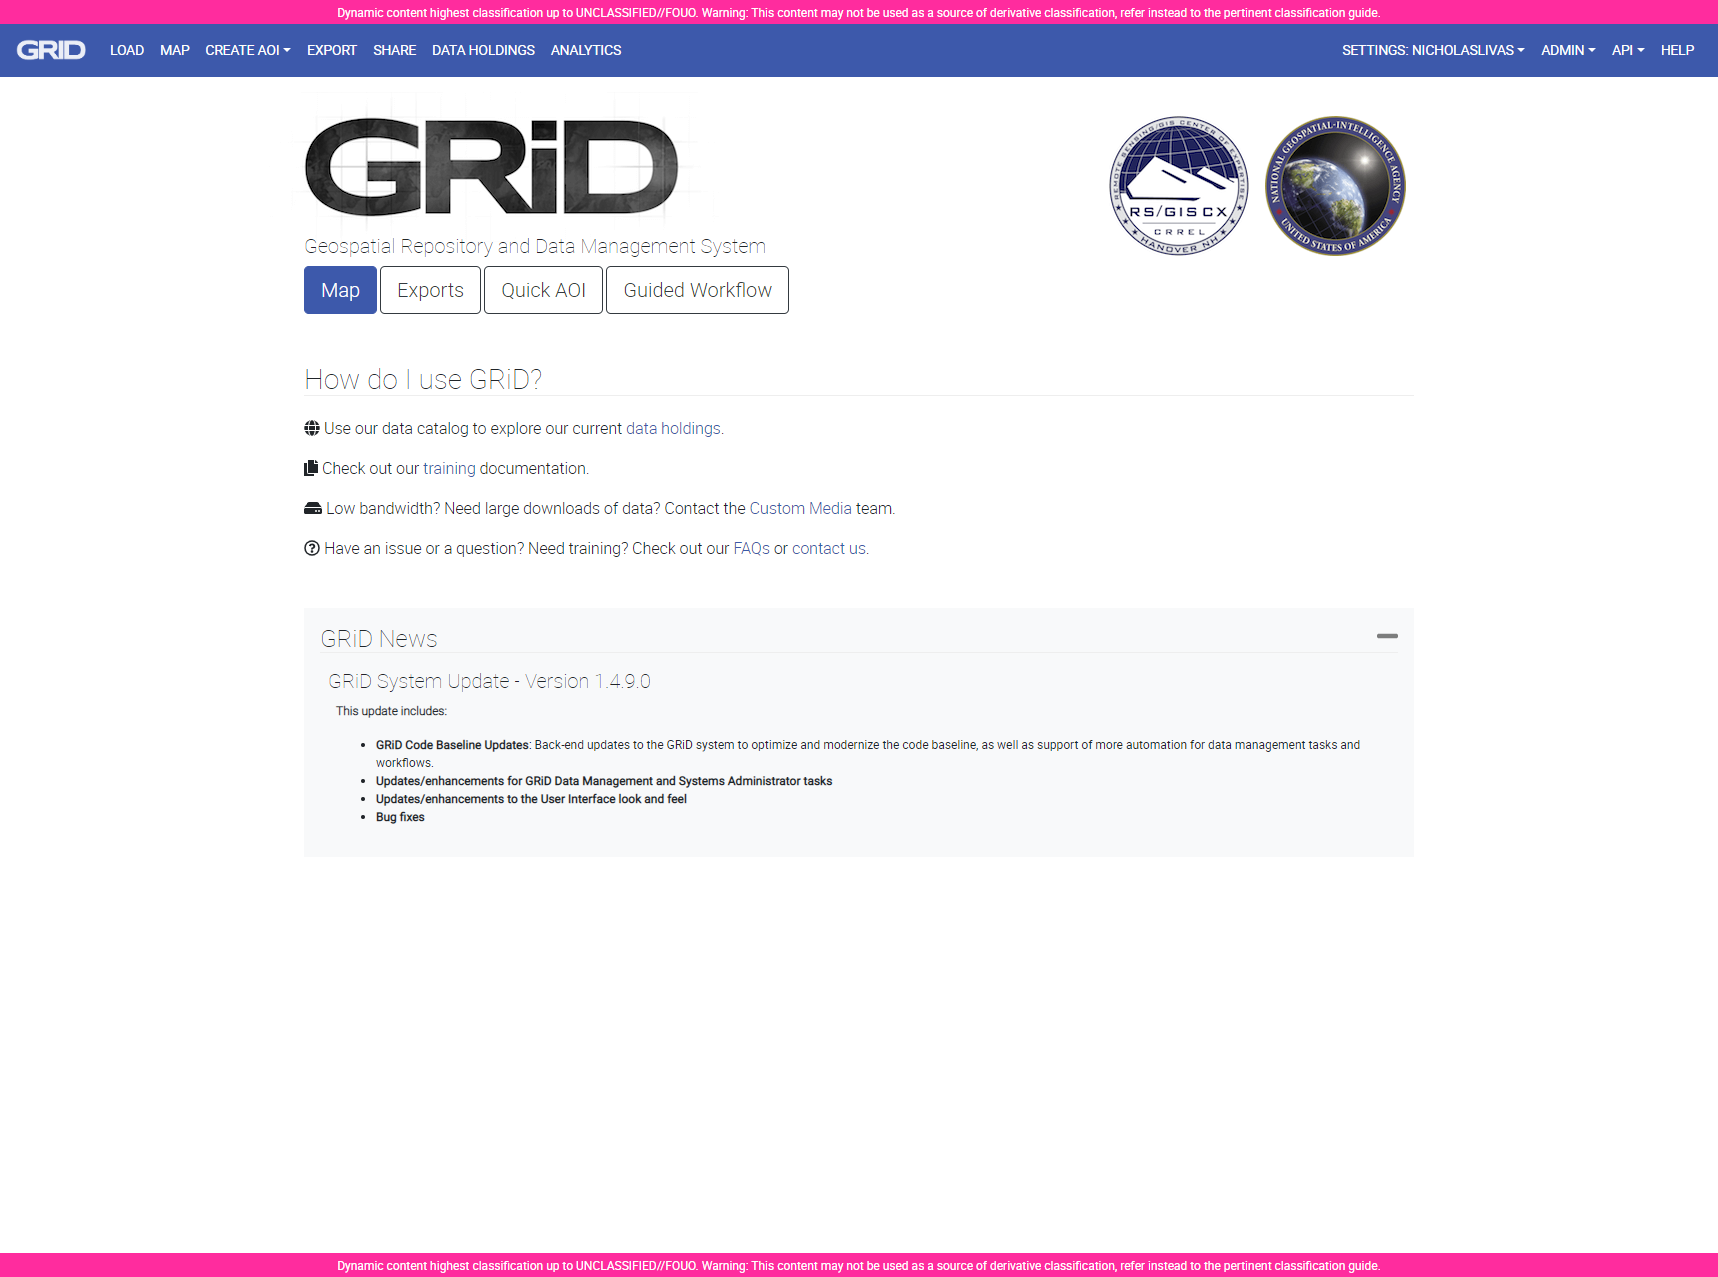 Dynamic content highest classification up to UNCLASSIFIED//FOUO. Warning: This content may not be used as a source of derivative classification, refer instead to the pertinent classification guide.
GRiD LOAD MAP CREATE AOI EXPORT SHARE DATA HOLDINGS ANALYTICS SETTINGS: NICHOLASLIVAS ADMIN API HELP
GRiD
REMOTE SENSING/GIS CENTER OF EXPERTISE
RS/GISCX
CRREL
HANOVER NH
NATIONAL GEOSPATIAL-INTELLIGENCE AGENCY
UNITED STATES OF AMERICA
Geospatial Repository and Data Management System
Map Exports Quick AOI Guided Workflow
How do I use GRiD?
Use our data catalog to explore our current data holdings.
Check out our training documentation.
Low bandwidth? Need large downloads of data? Contact the Custom Media team.
Have an issue or a question? Need training? Check out our FAQs or contact us.
GRiD News
GRiD System Update - Version 1.4.9.0
This update includes:
• GRiD Code Baseline Updates: Back-end updates to the GRiD system to optimize and modernize the code baseline, as well as support of more automation for data management tasks and
workflows.
• Updates/enhancements for GRiD Data Management and Systems Administrator tasks
• Updates/enhancements to the User Interface look and feel
• Bug fixes
Dynamic content highest classification up to UNCLASSIFIED//FOUO. Warning: This content may not be used as a source of derivative classification, refer instead to the pertinent classification guide.